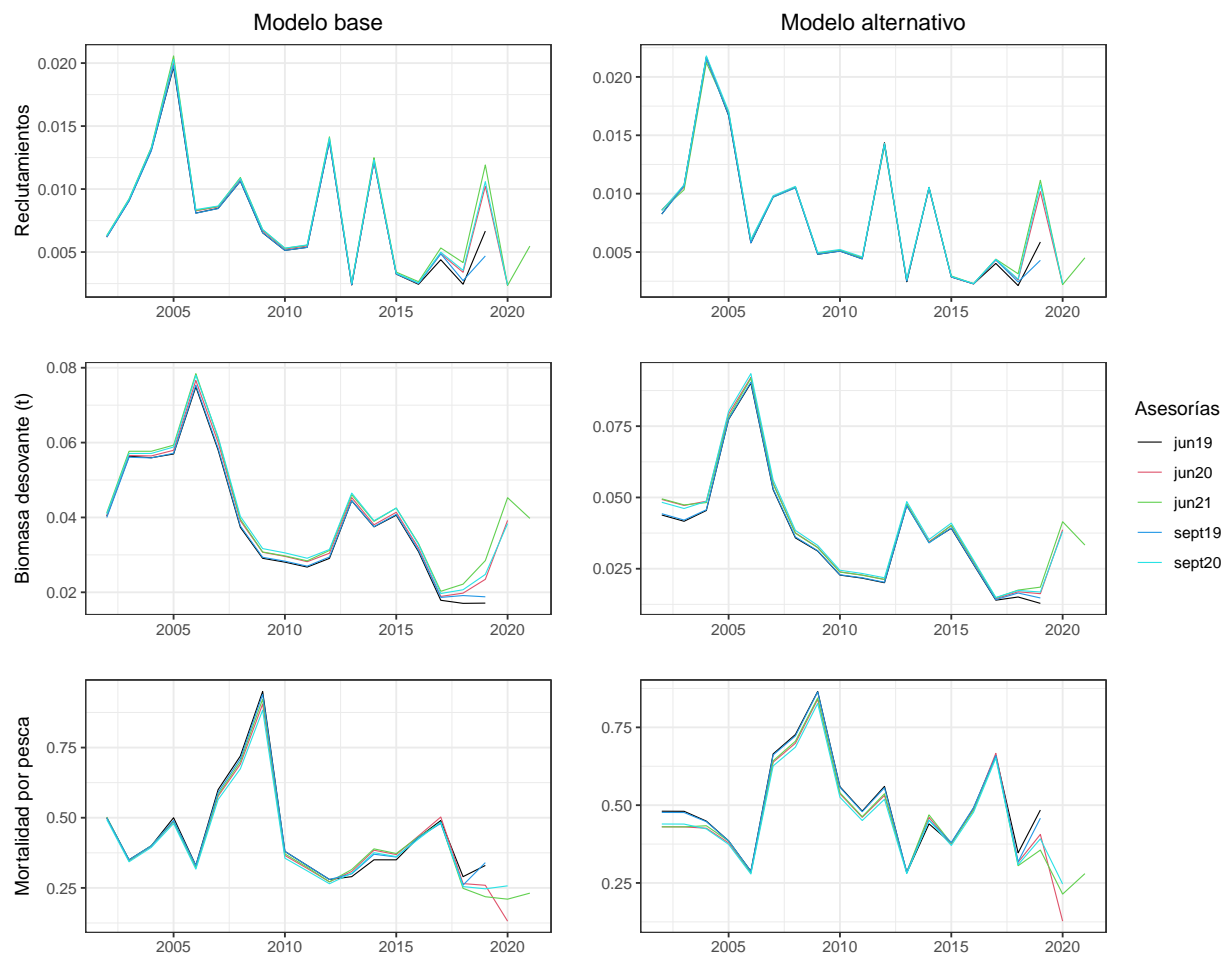 Modelo base
Modelo alternativo
Reclutamientos
0.020
0.015
0.010
0.005
2005 2010 2015 2020
0.020
0.015
0.010
0.005
2005 2010 2015 2020
Biomasa desovante (t)
0.08
0.06
0.04
0.02
2005 2010 2015 2020
0.075
0.050
0.025
2005 2010 2015 2020
Mortalidad por pesca
0.75
0.50
0.25
2005 2010 2015 2020
0.75
0.50
0.25
2005 2010 2015 2020
Asesorías
jun19
jun20
jun21
sept19
sept20